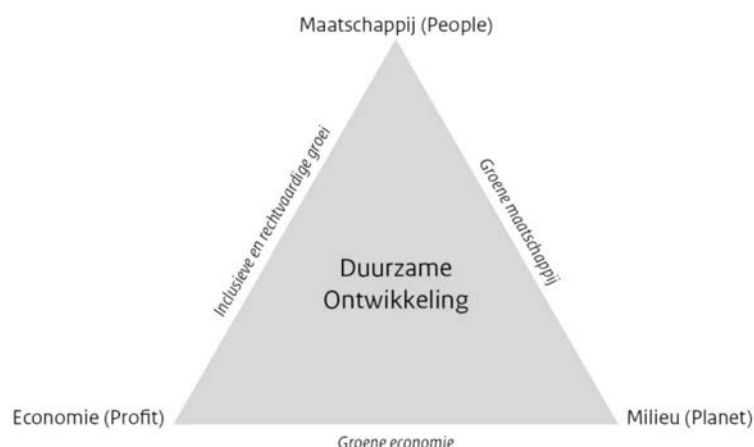 Maatschappij (People)
Inclusieve en rechtvaardige groei
Groene maatschappij
Duurzame
Ontwikkeling
Economie (Profit)
Milieu (Planet)
Groene economie